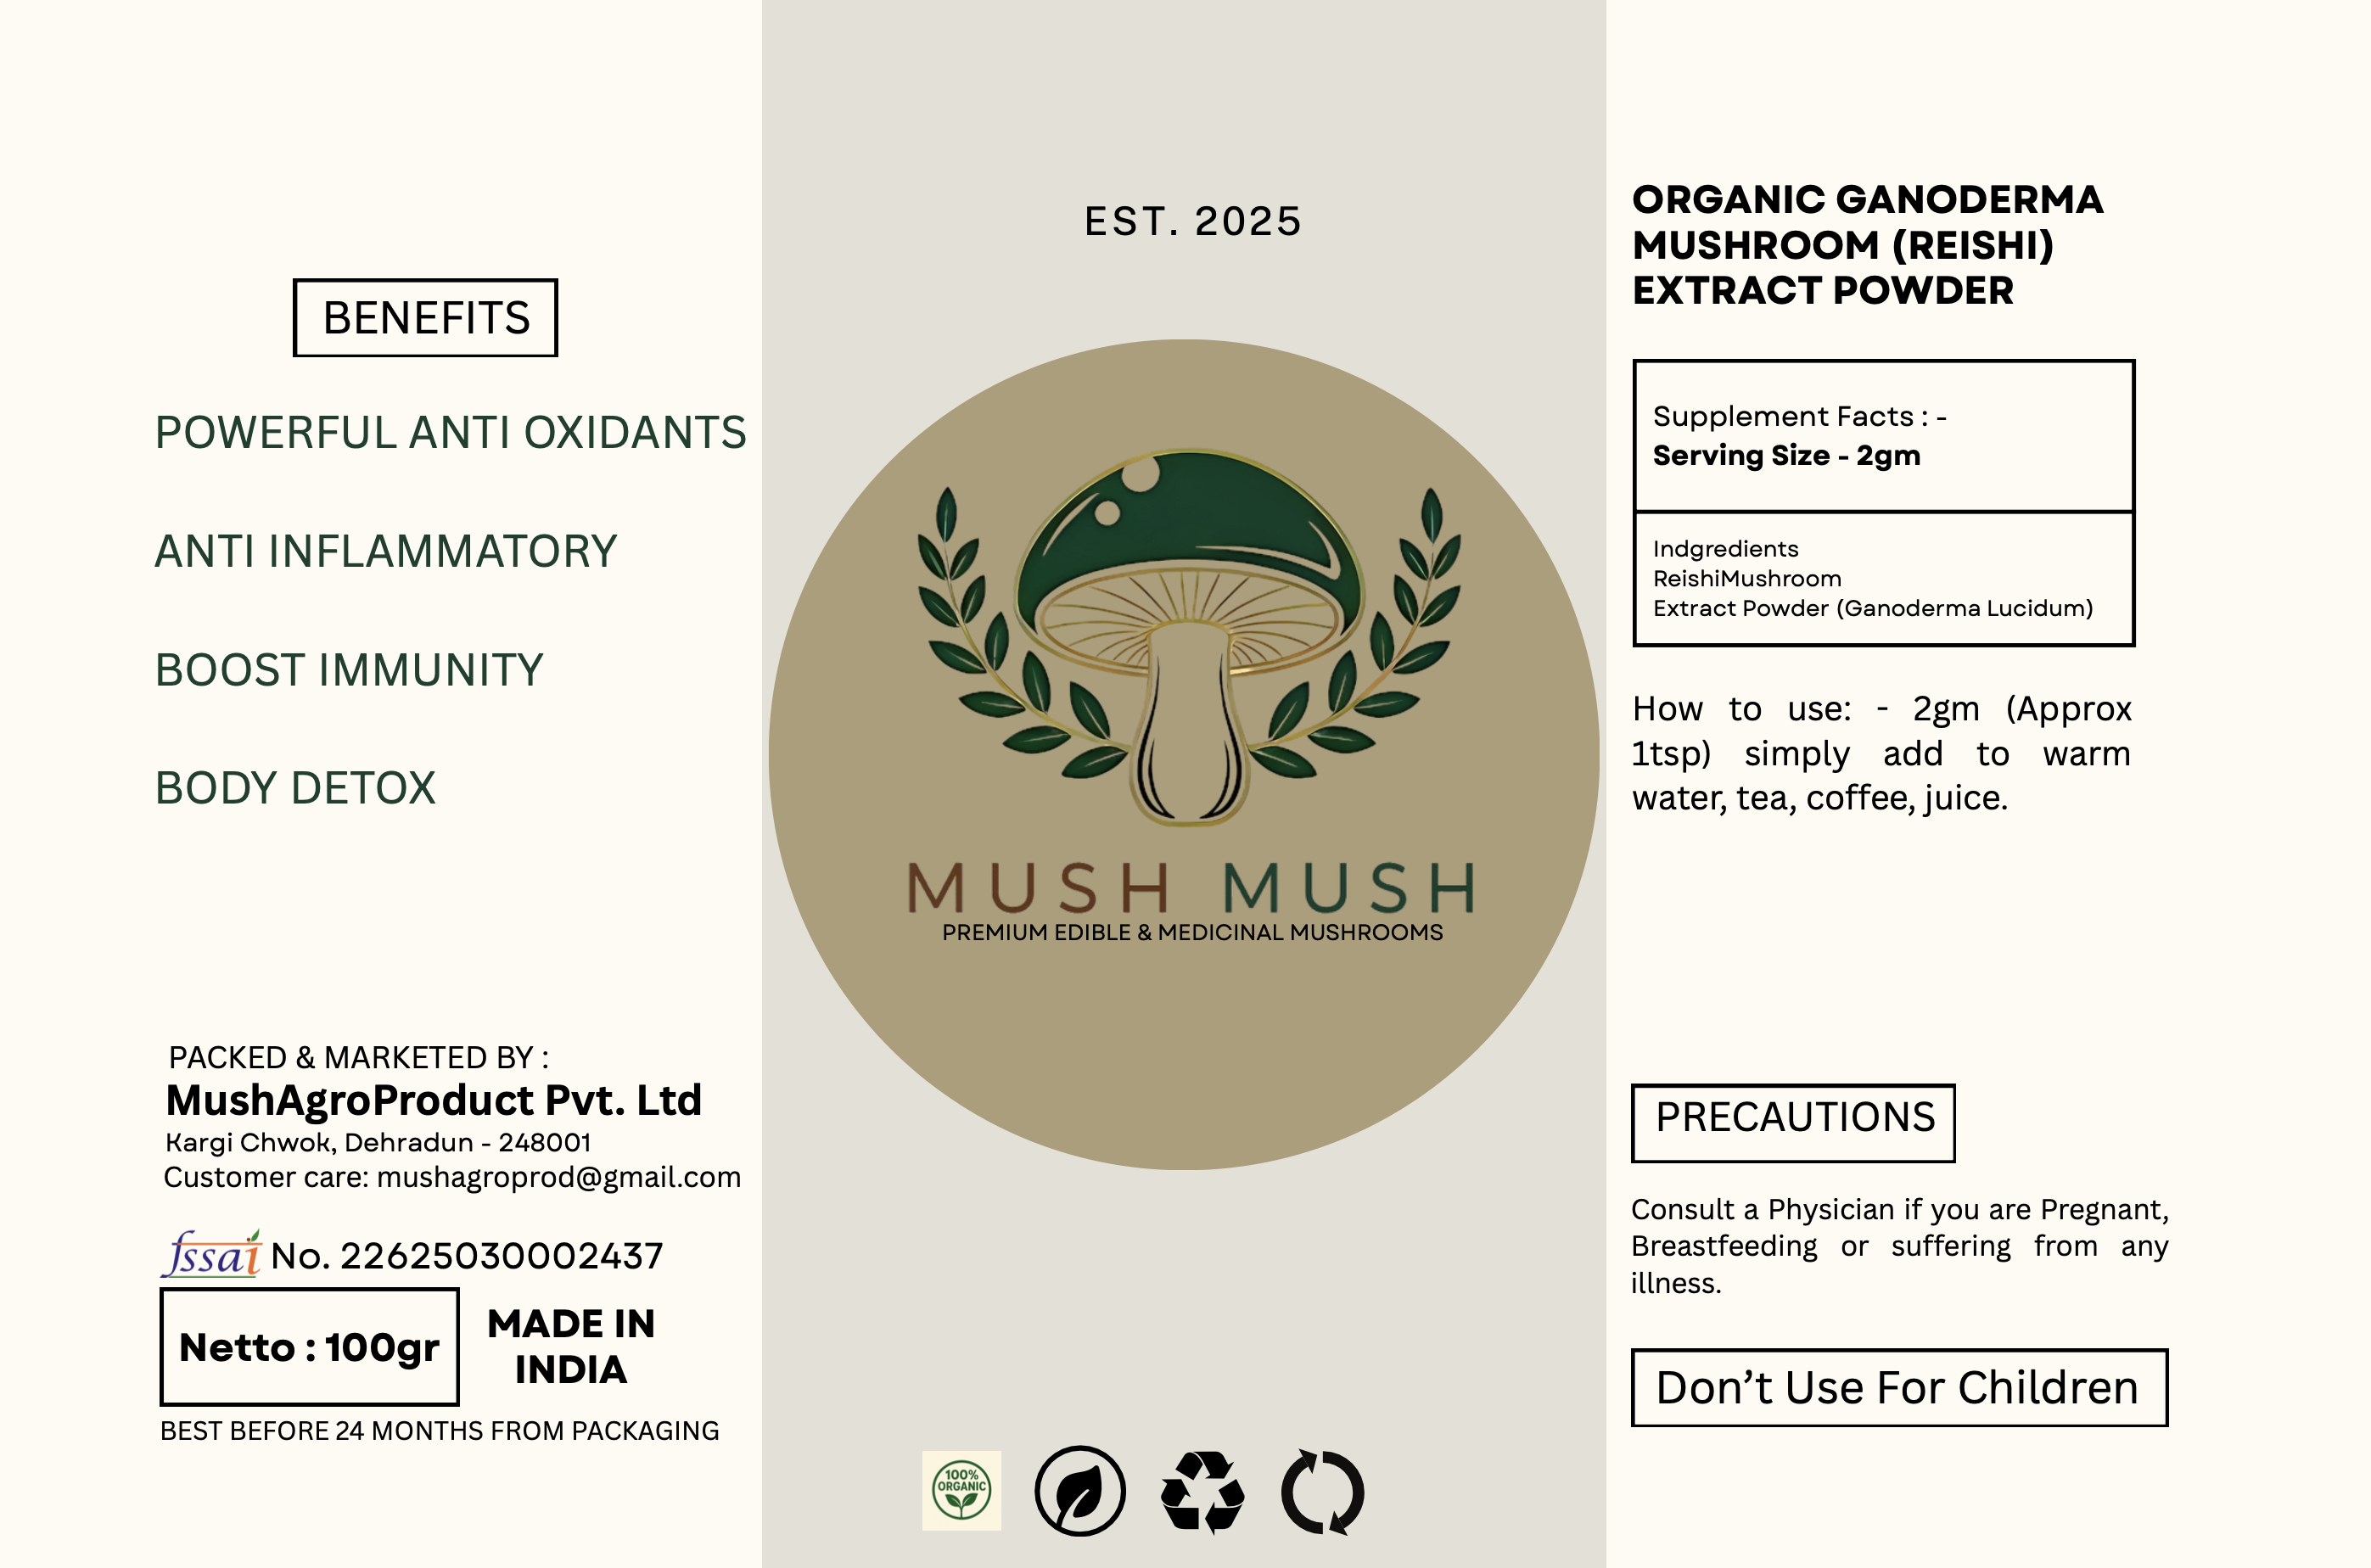 BENEFITS
POWERFUL ANTI OXIDANTS
ANTI INFLAMMATORY
BOOST IMMUNITY
BODY DETOX
PACKED & MARKETED BY :
MushAgroProduct Pvt. Ltd
Kargi Chwok, Dehradun - 248001
Customer care: mushagroprod@gmail.com
fssai No. 22625030002437
Netto : 100gr
MADE IN
INDIA
BEST BEFORE 24 MONTHS FROM PACKAGING
EST. 2025
MUSH MUSH
PREMIUM EDIBLE & MEDICINAL MUSHROOMS
100%
ORGANIC
ORGANIC GANODERMA
MUSHROOM (REISHI)
EXTRACT POWDER
Supplement Facts : -
Serving Size - 2gm
Indgredients
ReishiMushroom
Extract Powder (Ganoderma Lucidum)
How to use: - 2gm (Approx
1tsp) simply add to warm
water, tea, coffee, juice.
PRECAUTIONS
Consult a Physician if you are Pregnant,
Breastfeeding or suffering from any
illness.
Don't Use For Children